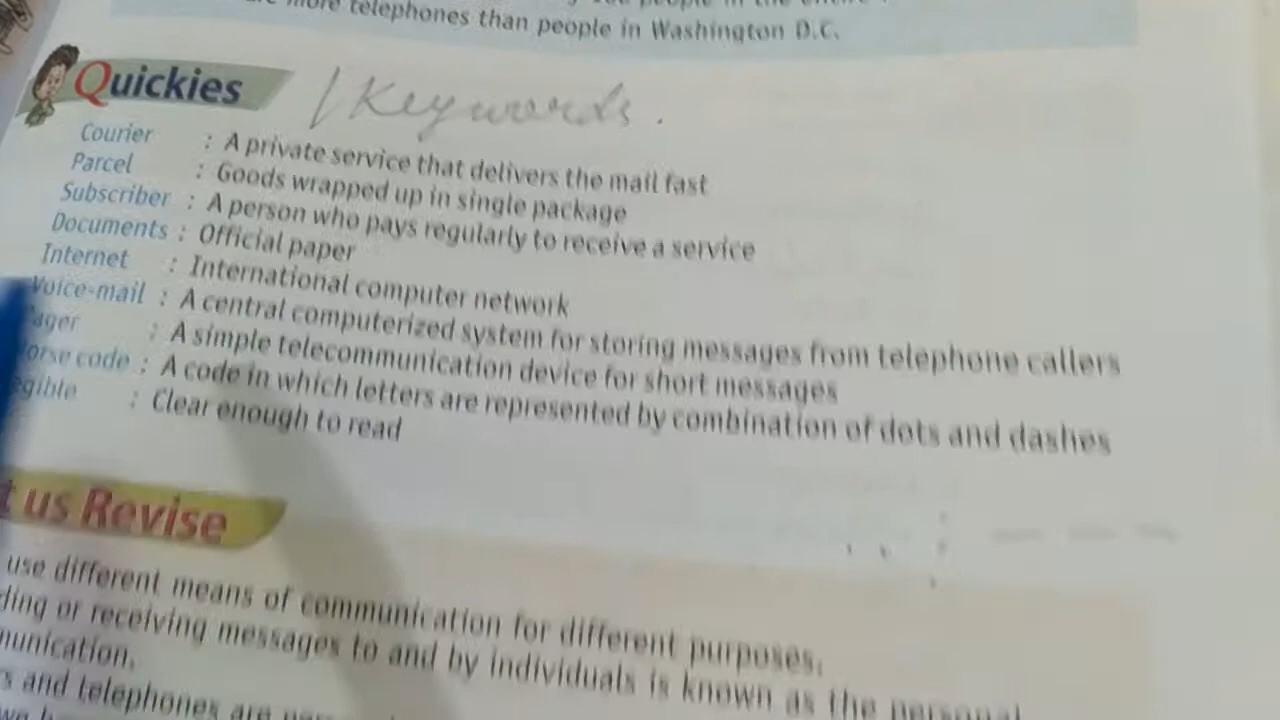 more telephones than people in Washington D.C.
Quickies / Keywords.
Courier : A private service that delivers the mail fast
Parcel : Goods wrapped up in single package
Subscriber : A person who pays regularly to receive a service
Documents : Official paper
Internet : International computer network
Voice-mail : A central computerized system for storing messages from telephone callers
ager : A simple telecommunication device for short messages
orse code : A code in which letters are represented by combination of dots and dashes
egible : Clear enough to read
t us Revise
use different means of communication for different purposes.
ding or receiving messages to and by individuals is known as the personal
munication.
s and telephones are